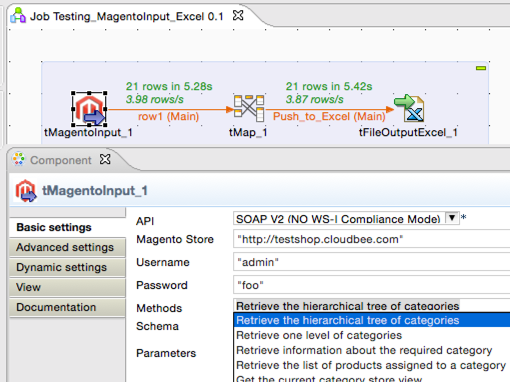 Job Testing_MagentoInput_Excel 0.1
21 rows in 5.28s
3.98 rows/s
row1 (Main)
21 rows in 5.42s
3.87 rows/s
Push_to_Excel (Main)
tMagentoInput_1
tMap_1
tFileOutputExcel_1
Component
tMagentoInput_1
Basic settings
Advanced settings
Dynamic settings
View
Documentation
API
SOAP V2 (NO WS-I Compliance Mode)
*
Magento Store
"http://testshop.cloudbee.com"
Username
"admin"
Password
"foo"
Methods
Retrieve the hierarchical tree of categories
Schema
Parameters
Retrieve the hierarchical tree of categories
Retrieve one level of categories
Retrieve information about the required category
Retrieve the list of products assigned to a category
Get the current category store view